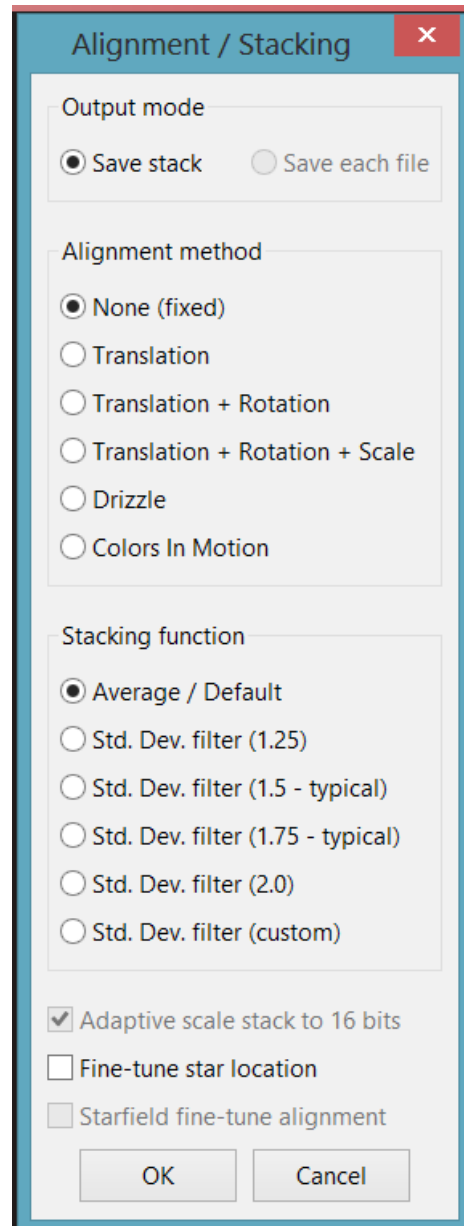 Alignment / Stacking
Output mode
Save stack Save each file
Alignment method
None (fixed)
Translation
Translation + Rotation
Translation + Rotation + Scale
Drizzle
Colors In Motion
Stacking function
Average / Default
Std. Dev. filter (1.25)
Std. Dev. filter (1.5 - typical)
Std. Dev. filter (1.75 - typical)
Std. Dev. filter (2.0)
Std. Dev. filter (custom)
Adaptive scale stack to 16 bits
Fine-tune star location
Starfield fine-tune alignment
OK Cancel